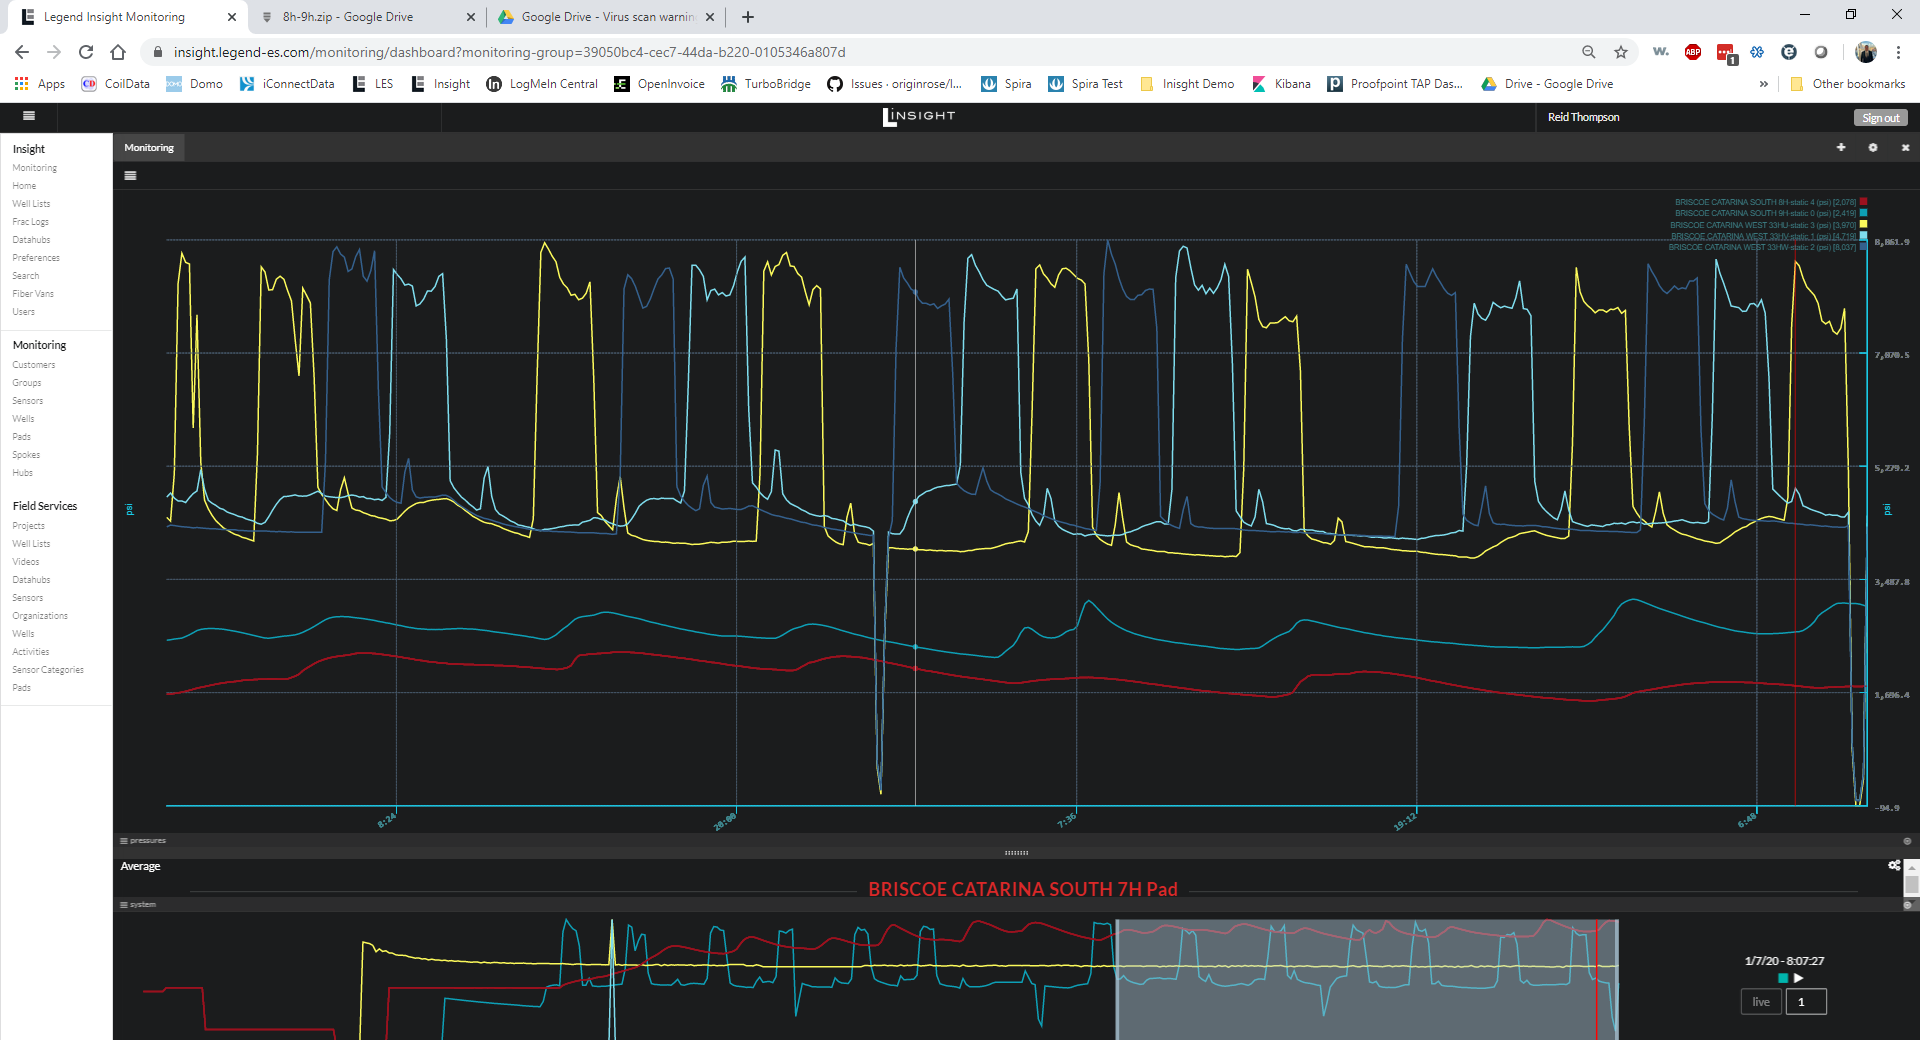 Legend Insight Monitoring
8h-9h.zip - Google Drive
Google Drive - Virus scan warnin
insight.legend-es.com/monitoring/dashboard?monitoring-group=39050bc4-cec7-44da-b220-0105346a807d
W.
ABP
1
Apps
CD
CoilData
DOMO
Domo
iConnectData
LES
Insight
in
LogMeIn Central
OpenInvoice
TurboBridge
Issues · originrose/l...
Spira
Spira Test
Inisght Demo
Kibana
Proofpoint TAP Das...
Drive - Google Drive
»
Other bookmarks
INSIGHT
Reid Thompson
Sign out
Insight
Monitoring
Home
Well Lists
Frac Logs
Datahubs
Preferences
Search
Fiber Vans
Users
Monitoring
Customers
Groups
Sensors
Wells
Pads
Spokes
Hubs
Field Services
Projects
Well Lists
Videos
Datahubs
Sensors
Organizations
Wells
Activities
Sensor Categories
Pads
Monitoring
BRISCOE CATARINA SOUTH 8H-static 4 (psi) [2,078]
BRISCOE CATARINA SOUTH 9H-static 0 (psi) [2,419]
BRISCOE CATARINA WEST 33HU-static 3 (psi) [3,970]
BRISCOE CATARINA WEST 33HV-static 1 (psi) [4,719]
BRISCOE CATARINA WEST 33HW-static 2 (psi) [8,037]
8,861.9
7,070.5
5,279.2
3,487.8
1,696.4
-94.9
psi
psi
8:24
20:00
7:36
19:12
6:48
pressures
Average
BRISCOE CATARINA SOUTH 7H Pad
system
1/7/20 - 8:07:27
live
1